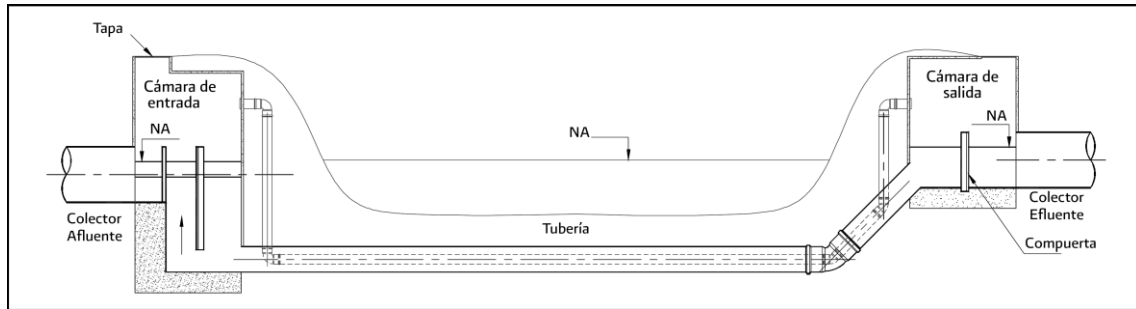 Tapa
Cámara de
entrada
NA
Colector
Afluente
NA
Tubería
Cámara de
salida
NA
Colector
Efluente
Compuerta